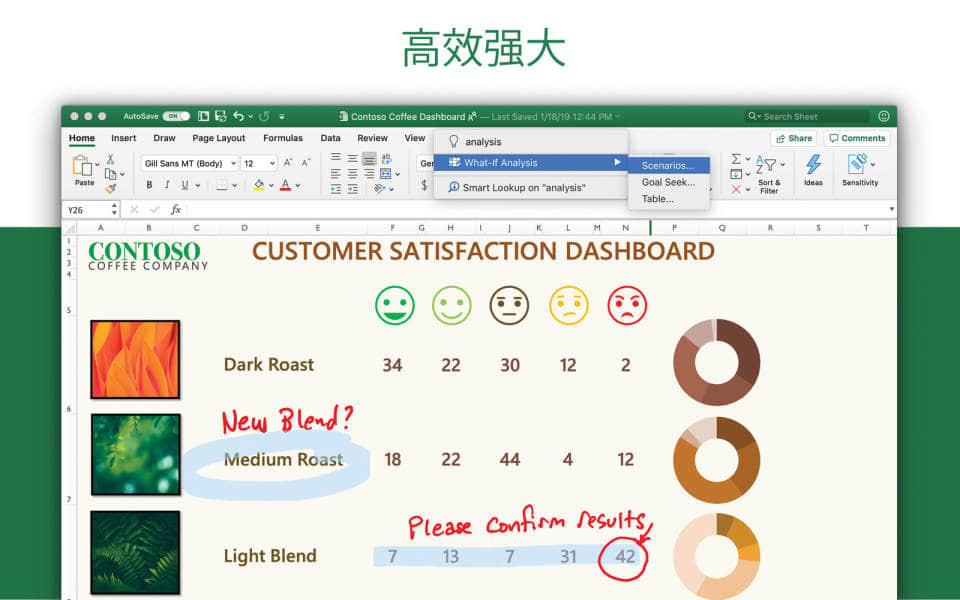 高效强大
AutoSave ON Contoso Coffee Dashboard — Last Saved 1/18/19 12:44 PM Search Sheet
Home Insert Draw Page Layout Formulas Data Review View analysis Share Comments
What-If Analysis Scenarios...
Smart Lookup on "analysis" Goal Seek...
Table...
Paste Gill Sans MT (Body) 12 A A Gen Sort & Filter Ideas Sensitivity
B I U A $
Y26 fx
A B C D E F G H I J K L M N P Q R S T
1
2
3
4
5
6
7
CONTOSO
COFFEE COMPANY
CUSTOMER SATISFACTION DASHBOARD
Dark Roast 34 22 30 12 2
New Blend?
Medium Roast 18 22 44 4 12
Please confirm results,
Light Blend 7 13 7 31 42